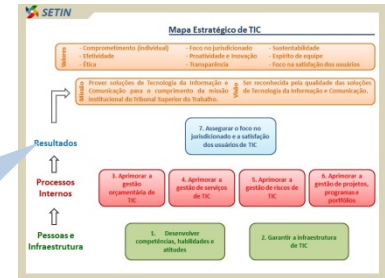 SETIN
Mapa Estratégico de TIC
Valores
- Comprometimento (individual)
- Efetividade
- Ética
- Foco no jurisdicionado
- Proatividade e Inovação
- Transparência
- Sustentabilidade
- Espírito de equipe
- Foco na satisfação dos usuários
Missão
Prover soluções de Tecnologia da Informação e
Comunicação para o cumprimento da missão
institucional do Tribunal Superior do Trabalho.
Visão
Ser reconhecida pela qualidade das soluções
de Tecnologia da Informação e Comunicação.
Resultados
7. Assegurar o foco no
jurisdicionado e a satisfação
dos usuários de TIC
Processos
Internos
3. Aprimorar a
gestão
orçamentária de TIC
4. Aprimorar a
gestão de serviços
de TIC
5. Aprimorar a
gestão de riscos de
TIC
6. Aprimorar a
gestão de projetos,
programas e
portfólios
Pessoas e
Infraestrutura
1. Desenvolver
competências, habilidades e
atitudes
2. Garantir a infraestrutura
de TIC